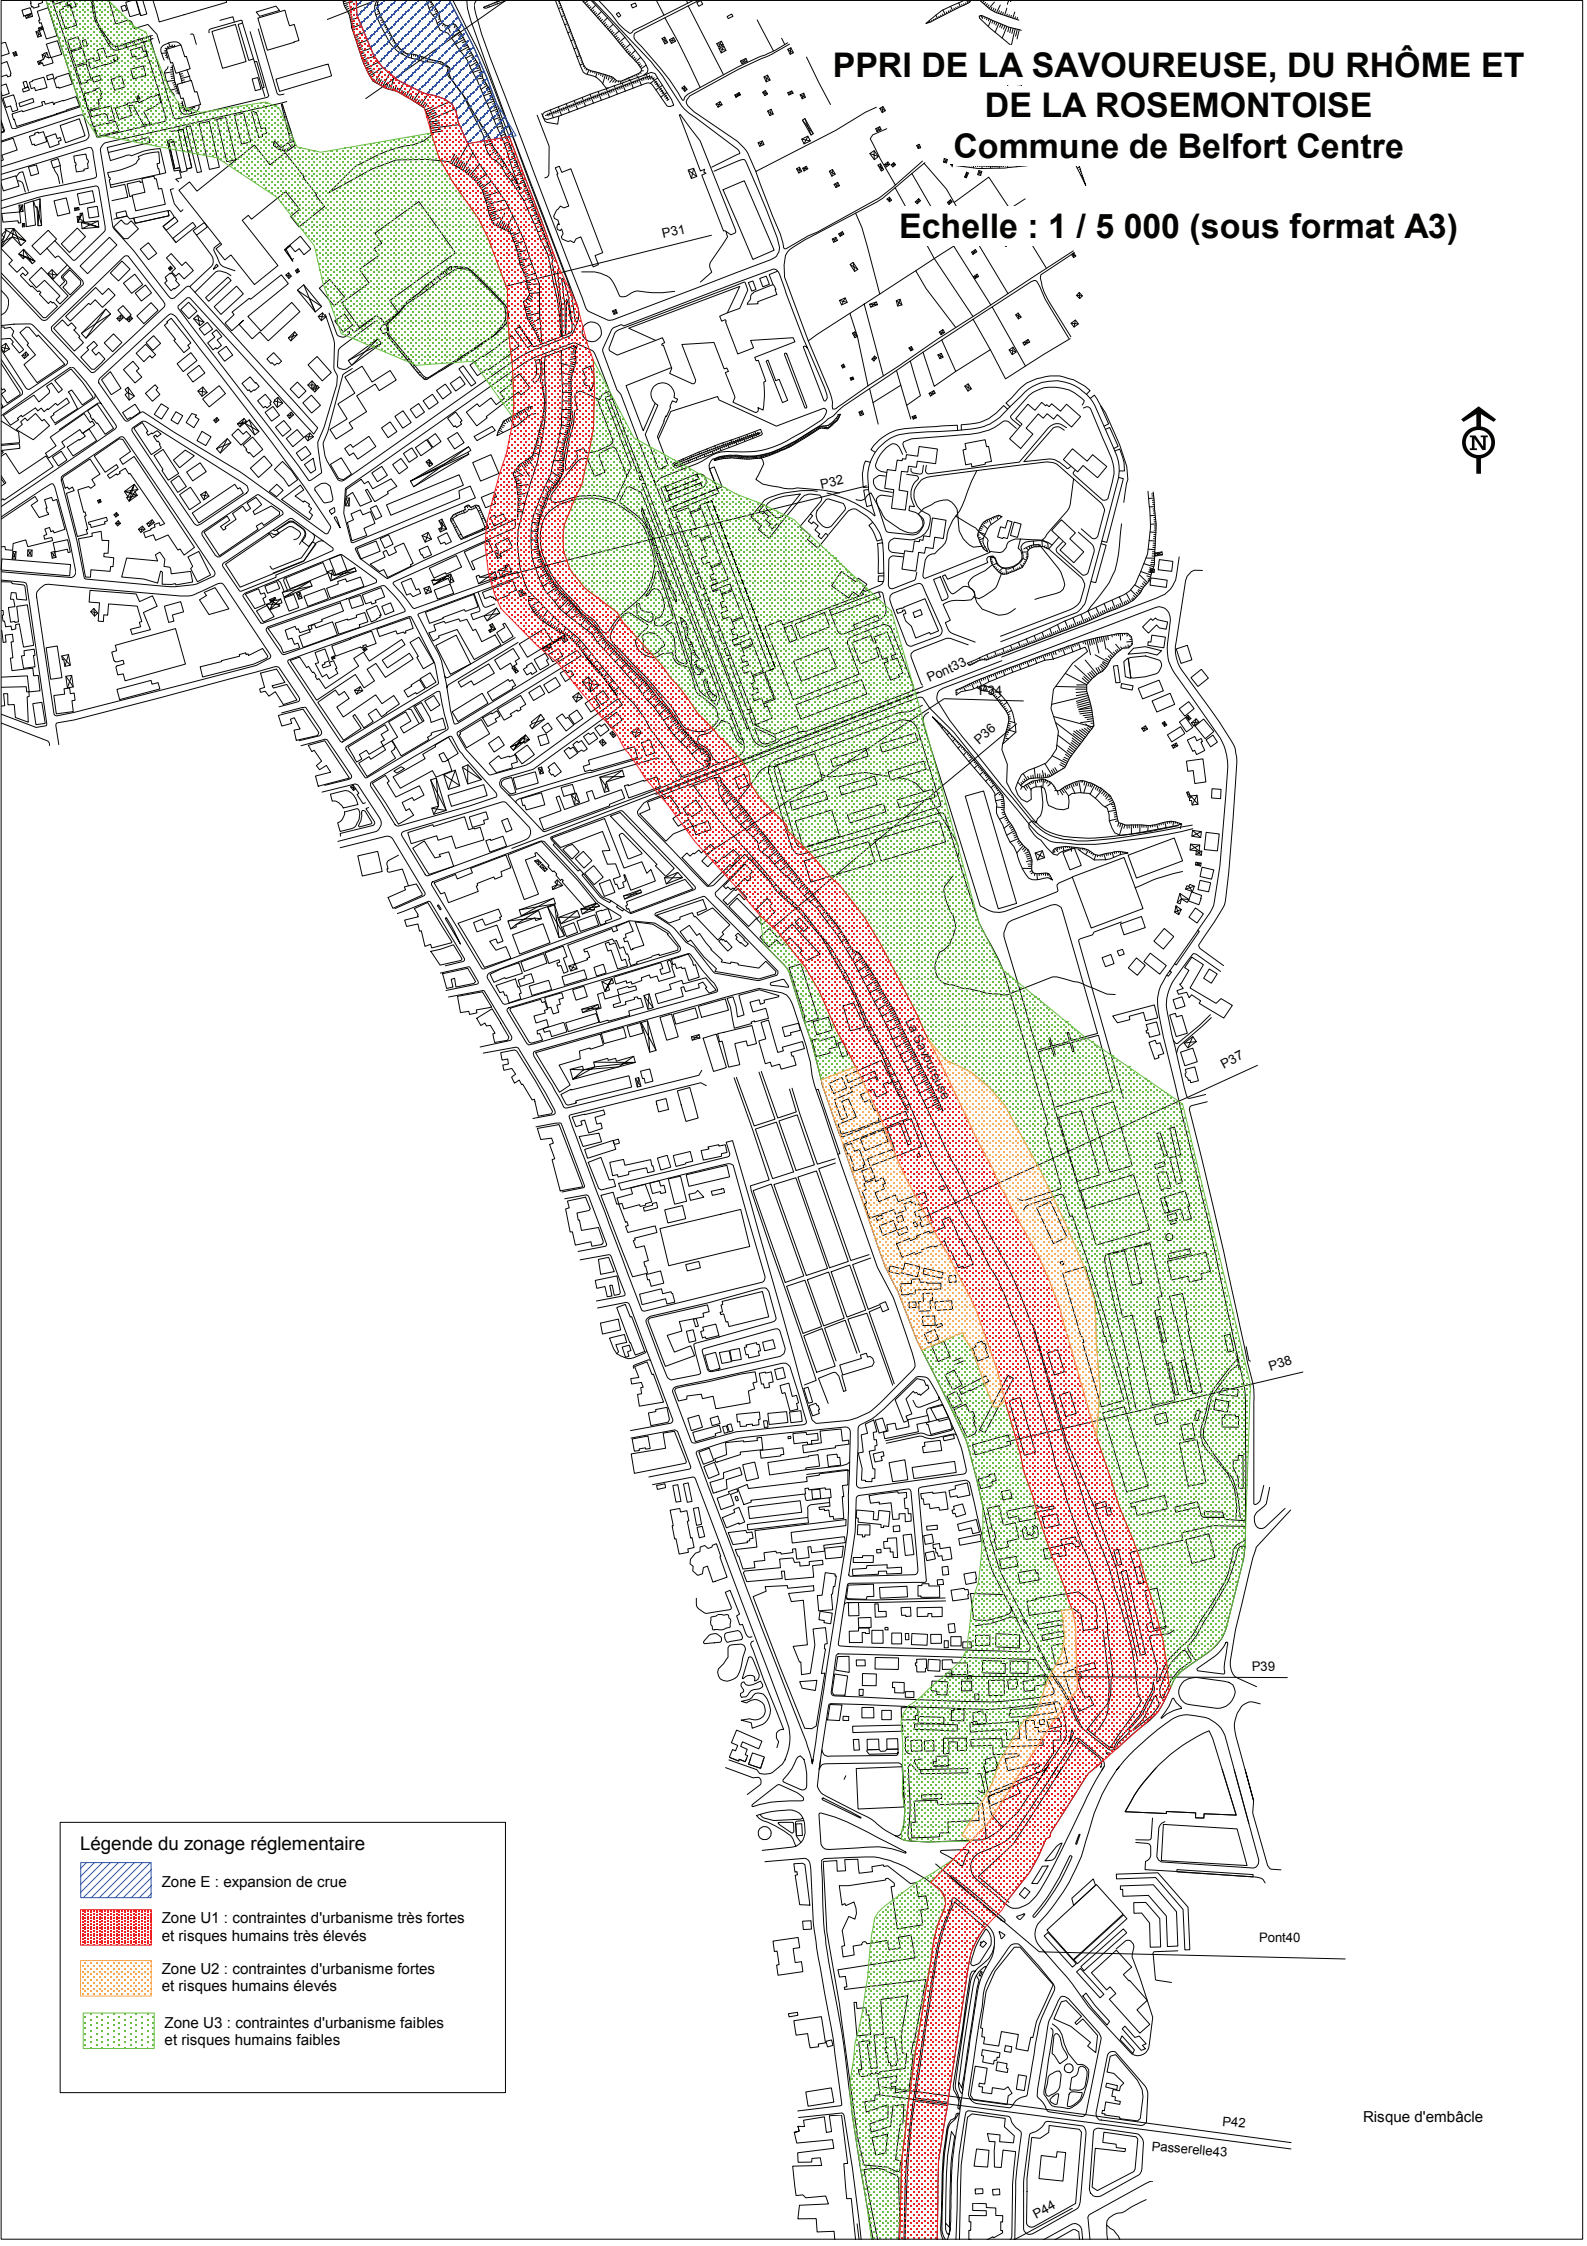 PPRI DE LA SAVOUREUSE, DU RHÔME ET
DE LA ROSEMONTOISE
Commune de Belfort Centre
Echelle : 1 / 5 000 (sous format A3)
P31
N
P32
Pont33
P34
P36
La Savoureuse
P37
P38
P39
Légende du zonage réglementaire
Zone E : expansion de crue
Zone U1 : contraintes d'urbanisme très fortes
et risques humains très élevés
Zone U2 : contraintes d'urbanisme fortes
et risques humains élevés
Zone U3 : contraintes d'urbanisme faibles
et risques humains faibles
Pont40
P42
Risque d'embâcle
Passerelle43
P44